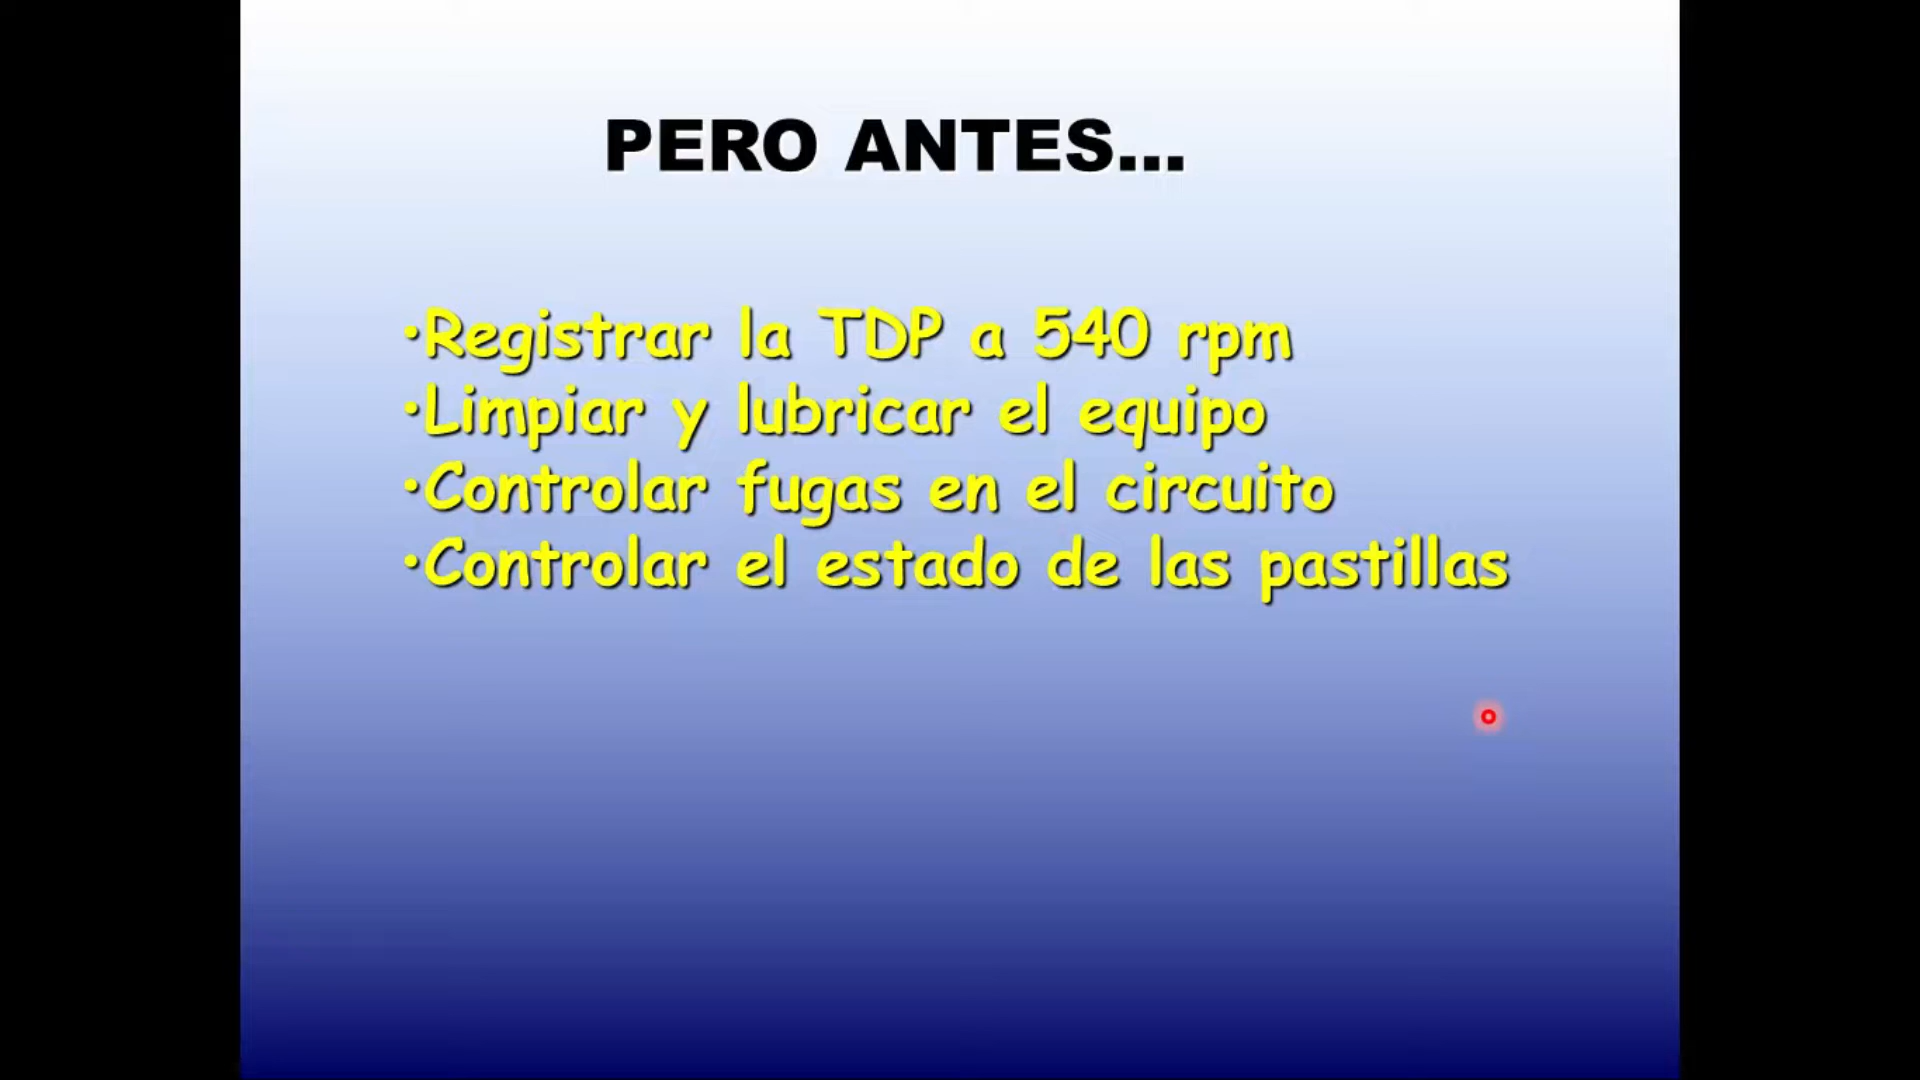 PERO ANTES...
•Registrar la TDP a 540 rpm
•Limpiar y lubricar el equipo
•Controlar fugas en el circuito
•Controlar el estado de las pastillas